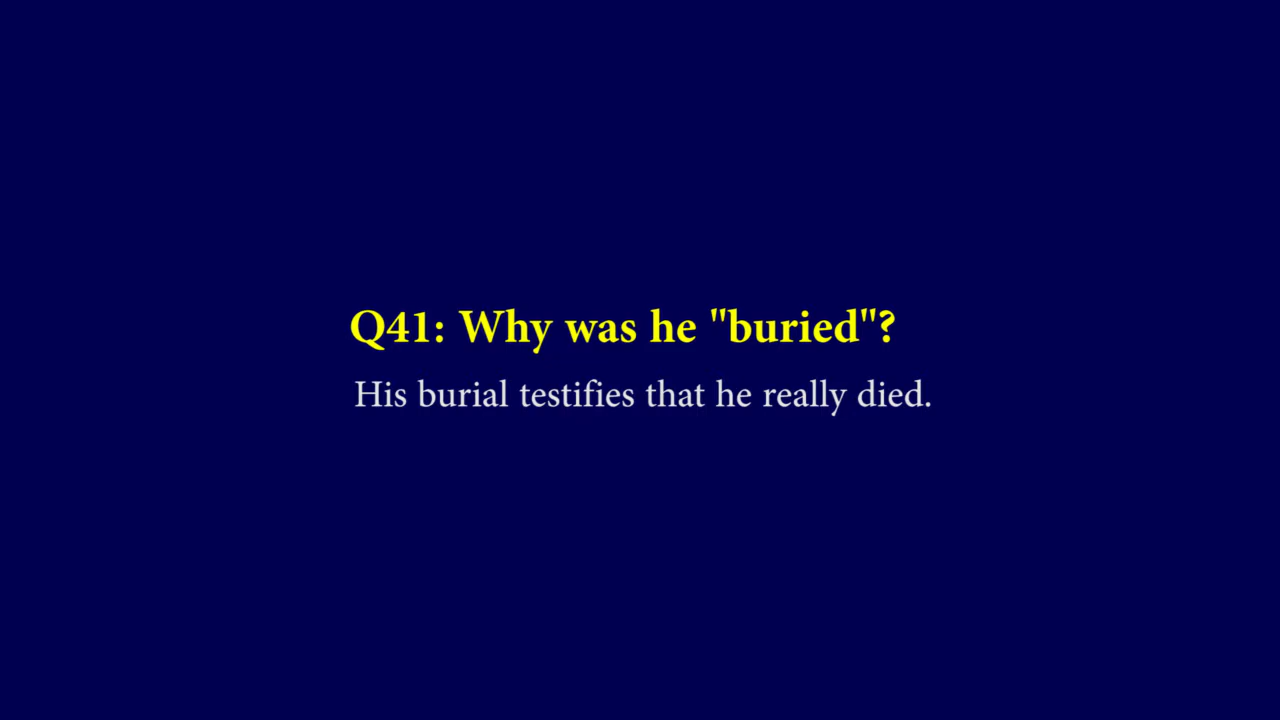 Q41: Why was he "buried"?
His burial testifies that he really died.